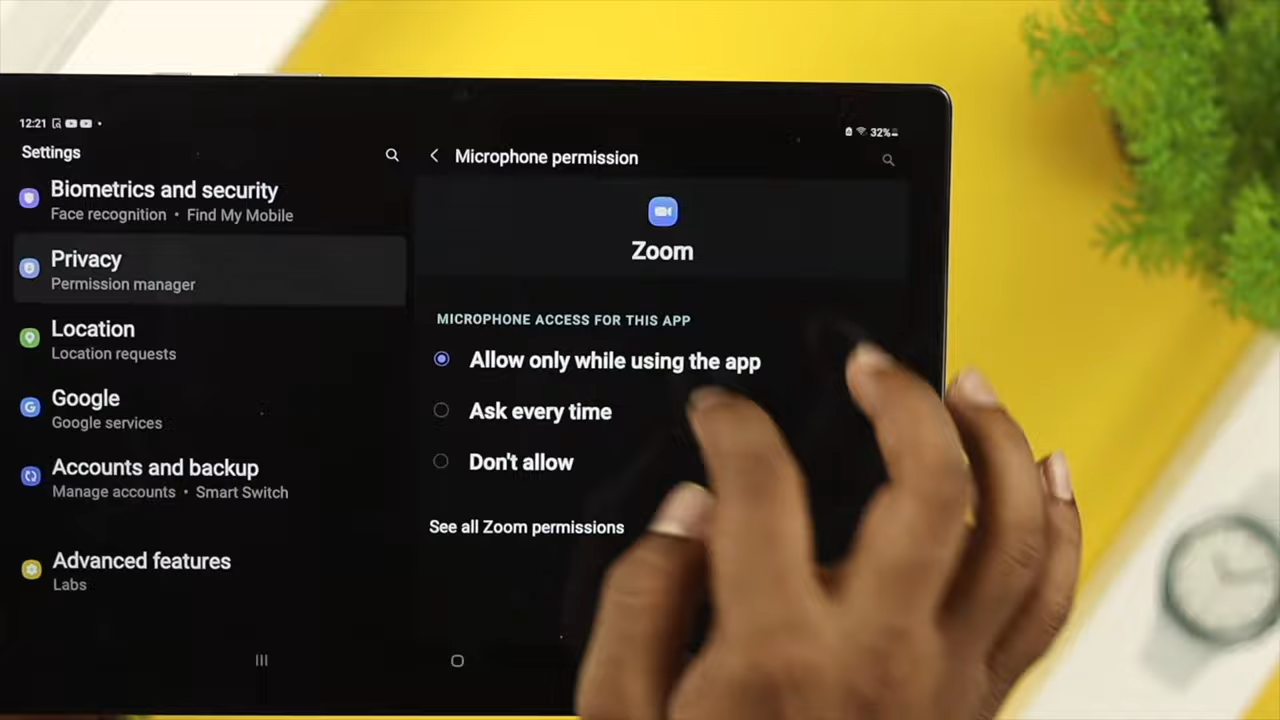 12:21
32%
Settings
Microphone permission
Biometrics and security
Face recognition • Find My Mobile
Privacy
Permission manager
Location
Location requests
Google
Google services
Accounts and backup
Manage accounts • Smart Switch
Advanced features
Labs
Zoom
MICROPHONE ACCESS FOR THIS APP
Allow only while using the app
Ask every time
Don't allow
See all Zoom permissions